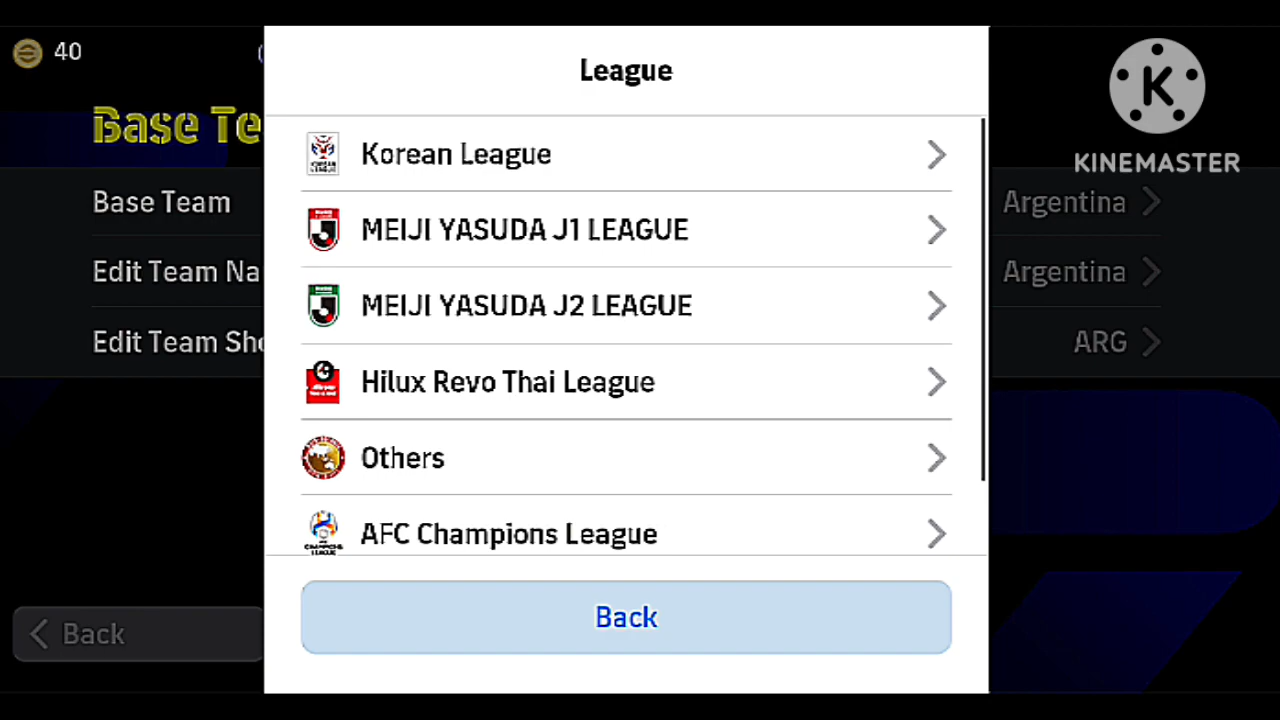 40
League
KINEMASTER
Base Te
Korean League
Base Team
Argentina
MEIJI YASUDA J1 LEAGUE
Edit Team Na
Argentina
MEIJI YASUDA J2 LEAGUE
Edit Team Sho
ARG
Hilux Revo Thai League
Others
AFC Champions League
Back
Back